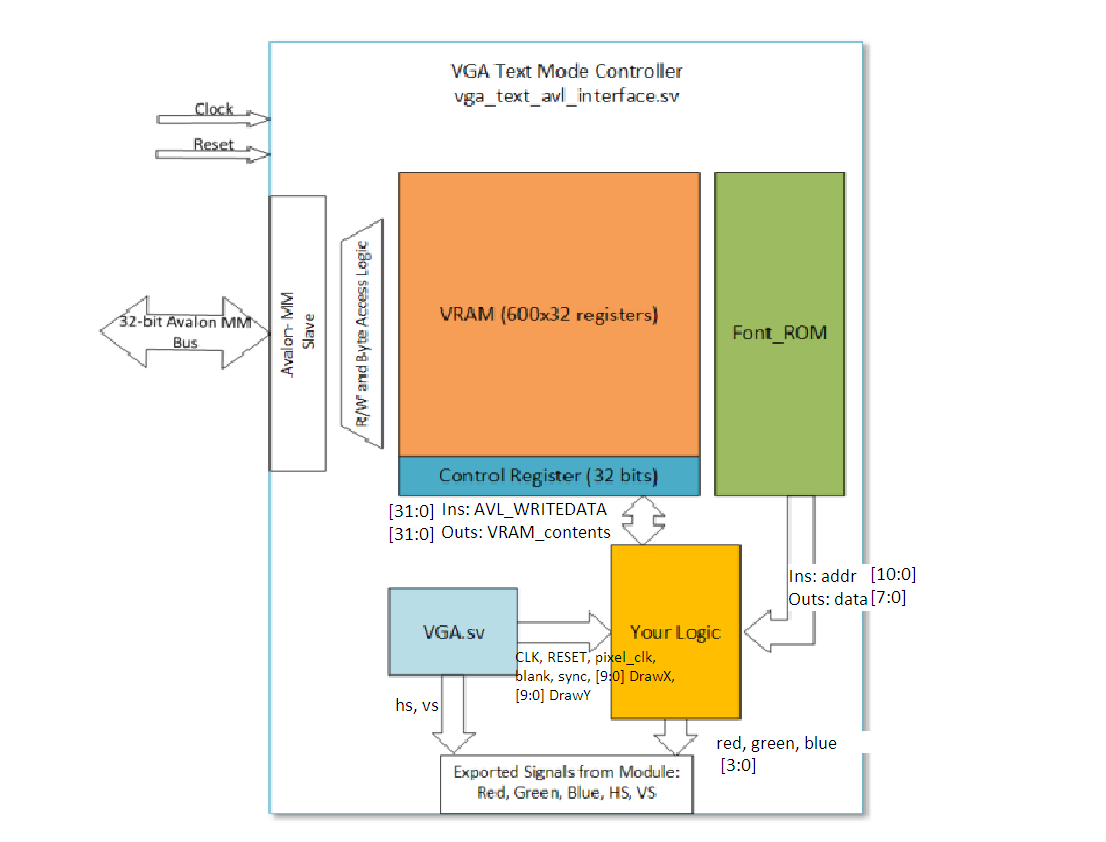 VGA Text Mode Controller
vga_text_avl_interface.sv
Clock
Reset
32-bit Avalon MM
Bus
Avalon- MM
Slave
R/W and Byte Access Logic
VRAM (600x32 registers)
Font_ROM
Control Register (32 bits)
[31:0] Ins: AVL_WRITEDATA
[31:0] Outs: VRAM_contents
Ins: addr [10:0]
Outs: data [7:0]
VGA.sv
Your Logic
CLK, RESET, pixel_clk,
blank, sync, [9:0] DrawX,
[9:0] DrawY
hs, vs
red, green, blue
[3:0]
Exported Signals from Module:
Red, Green, Blue, HS, VS